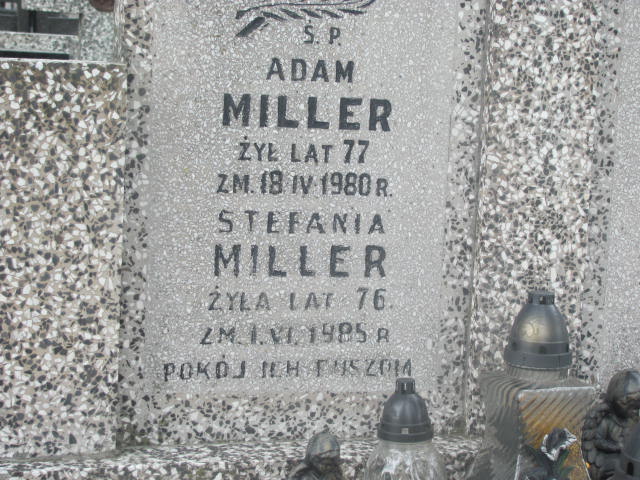 Ś.P.
ADAM
MILLER
ŻYŁ LAT 77
ZM. 18 IV 1980 R.
STEFANIA
MILLER
ŻYŁA LAT 76.
ZM. I. VI. 1985 R
POKÓJ ICH DUSZOM